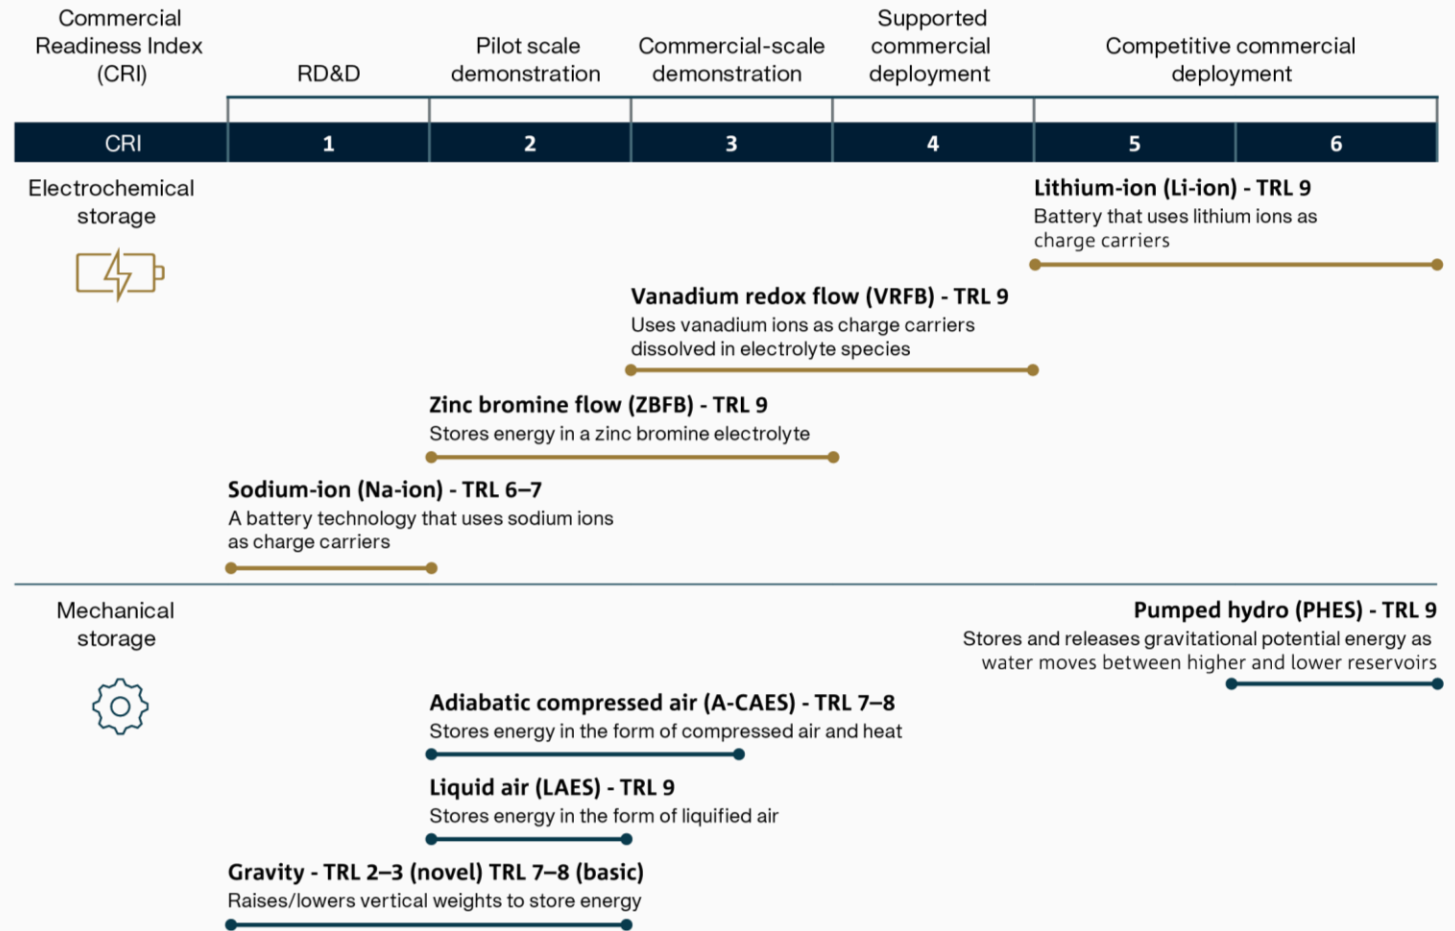 Commercial
Readiness Index
(CRI)
RD&D
Pilot scale
demonstration
Commercial-scale
demonstration
Supported
commercial
deployment
Competitive commercial
deployment
CRI 1 2 3 4 5 6
Electrochemical
storage
Lithium-ion (Li-ion) - TRL 9
Battery that uses lithium ions as
charge carriers
Vanadium redox flow (VRFB) - TRL 9
Uses vanadium ions as charge carriers
dissolved in electrolyte species
Zinc bromine flow (ZBFB) - TRL 9
Stores energy in a zinc bromine electrolyte
Sodium-ion (Na-ion) - TRL 6–7
A battery technology that uses sodium ions
as charge carriers
Mechanical
storage
Pumped hydro (PHES) - TRL 9
Stores and releases gravitational potential energy as
water moves between higher and lower reservoirs
Adiabatic compressed air (A-CAES) - TRL 7–8
Stores energy in the form of compressed air and heat
Liquid air (LAES) - TRL 9
Stores energy in the form of liquified air
Gravity - TRL 2–3 (novel) TRL 7–8 (basic)
Raises/lowers vertical weights to store energy